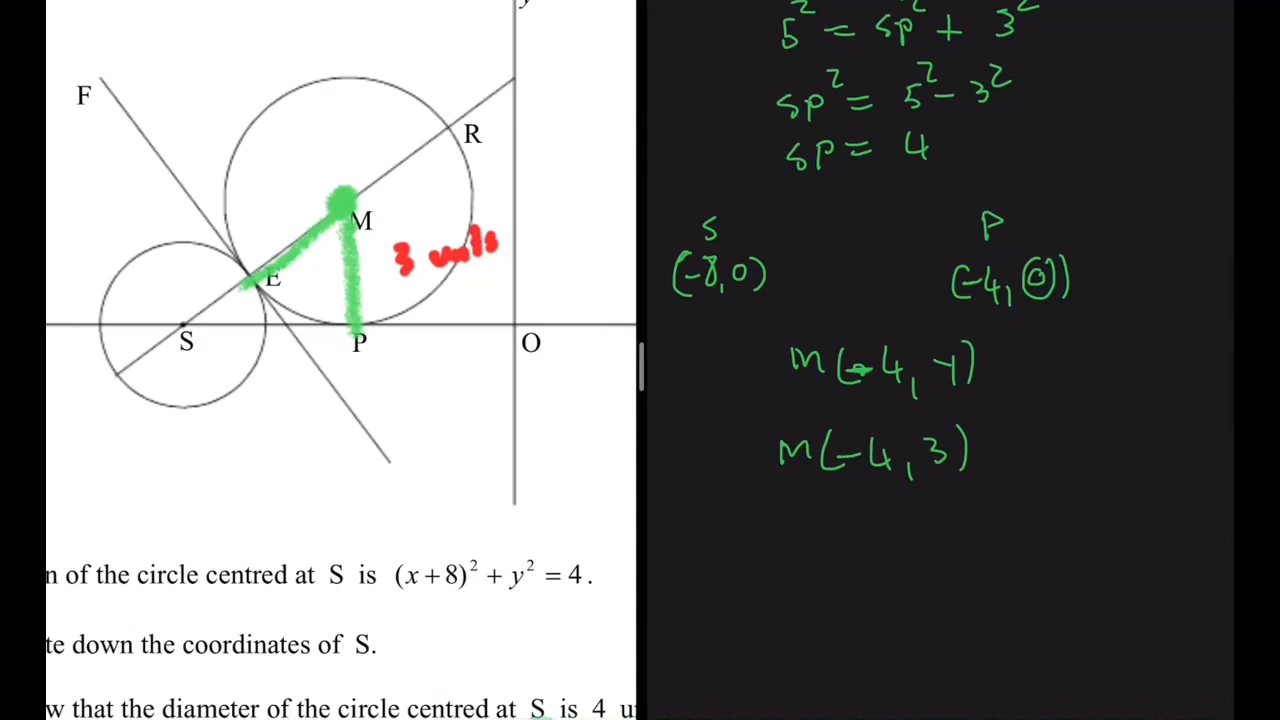 y
5² = SP² + 3²
F
SP² = 5² - 3²
R
SP = 4
M
S
P
3 units
(-8,0)
(-4,0)
E
S
P
O
M(-4, y)
M(-4, 3)
n of the circle centred at S is (x+8)² + y² = 4.
te down the coordinates of S.
w that the diameter of the circle centred at S is 4 u